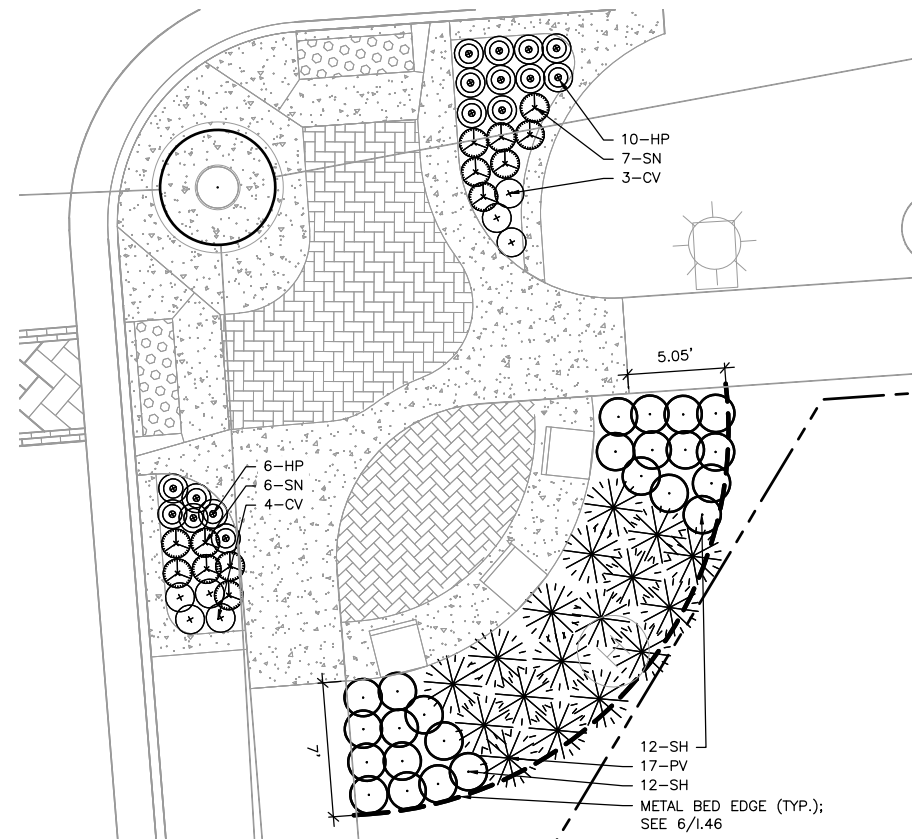 10-HP
7-SN
3-CV
5.05'
6-HP
6-SN
4-CV
7'
12-SH
17-PV
12-SH
METAL BED EDGE (TYP.);
SEE 6/I.46